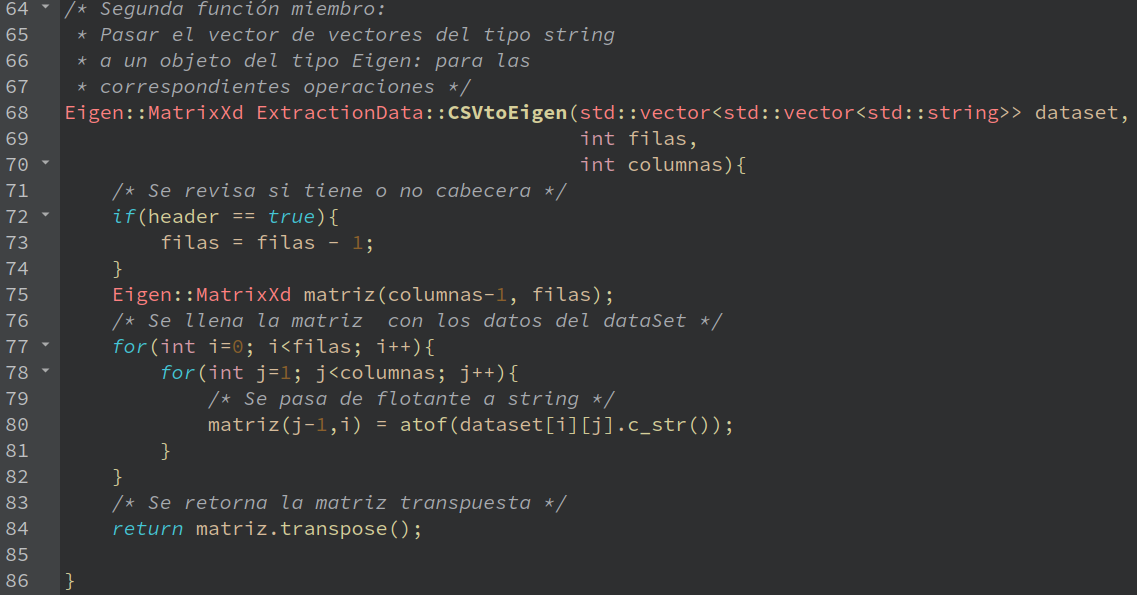 64 /* Segunda función miembro:
65  * Pasar el vector de vectores del tipo string
66  * a un objeto del tipo Eigen: para las
67  * correspondientes operaciones */
68 Eigen::MatrixXd ExtractionData::CSVtoEigen(std::vector<std::vector<std::string>> dataset,
69                                            int filas,
70                                            int columnas){
71     /* Se revisa si tiene o no cabecera */
72     if(header == true){
73         filas = filas - 1;
74     }
75     Eigen::MatrixXd matriz(columnas-1, filas);
76     /* Se llena la matriz  con los datos del dataSet */
77     for(int i=0; i<filas; i++){
78         for(int j=1; j<columnas; j++){
79             /* Se pasa de flotante a string */
80             matriz(j-1,i) = atof(dataset[i][j].c_str());
81         }
82     }
83     /* Se retorna la matriz transpuesta */
84     return matriz.transpose();
85
86 }